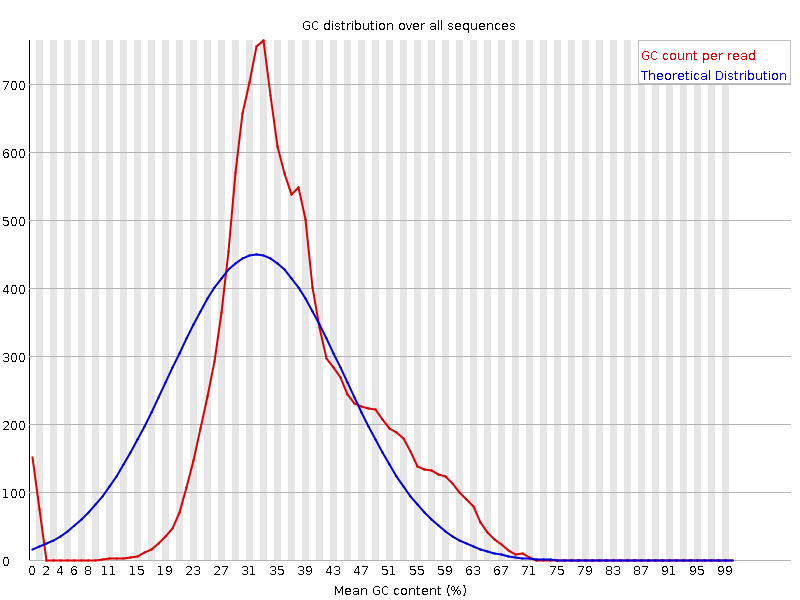 GC distribution over all sequences
GC count per read
Theoretical Distribution
700
600
500
400
300
200
100
0
0 2 4 6 8 11 15 19 23 27 31 35 39 43 47 51 55 59 63 67 71 75 79 83 87 91 95 99
Mean GC content (%)